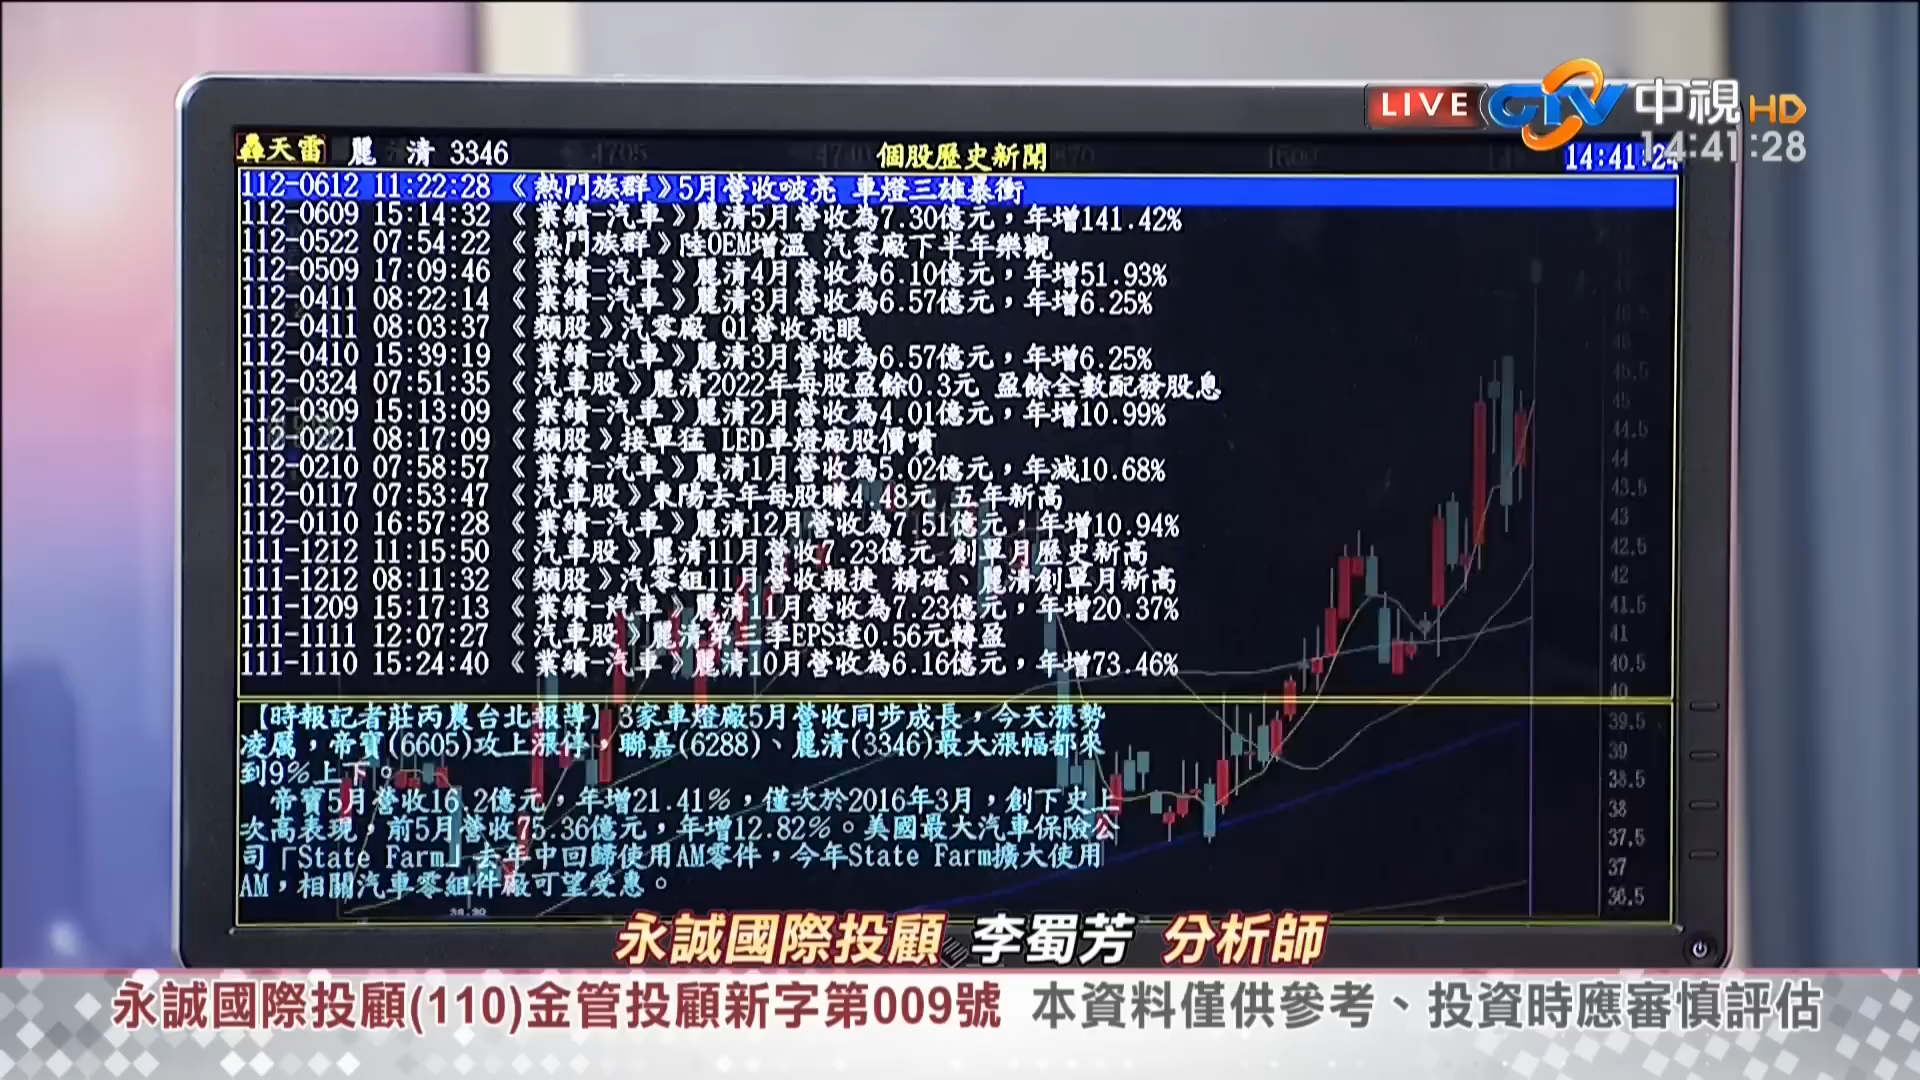 LIVE CTV 中視 HD
14:41:28
轟天雷 麗 清 3346 個股歷史新聞
112-0612 11:22:28 《熱門族群》5月營收啵亮 車燈三雄暴衝
112-0609 15:14:32 《業績-汽車》麗清5月營收為7.30億元，年增141.42%
112-0522 07:54:22 《熱門族群》陸OEM增溫 汽零廠下半年樂觀
112-0509 17:09:46 《業績-汽車》麗清4月營收為6.10億元，年增51.93%
112-0411 08:22:14 《業績-汽車》麗清3月營收為6.57億元，年增6.25%
112-0411 08:03:37 《類股》汽零廠 Q1營收亮眼
112-0410 15:39:19 《業績-汽車》麗清3月營收為6.57億元，年增6.25%
112-0324 07:51:35 《汽車股》麗清2022年每股盈餘0.3元 盈餘全數配發股息
112-0309 15:13:09 《業績-汽車》麗清2月營收為4.01億元，年增10.99%
112-0221 08:17:09 《類股》接單猛 LED車燈廠股價噴
112-0210 07:58:57 《業績-汽車》麗清1月營收為5.02億元，年減10.68%
112-0117 07:53:47 《汽車股》東陽去年每股賺4.48元 五年新高
112-0110 16:57:28 《業績-汽車》麗清12月營收為7.51億元，年增10.94%
111-1212 11:15:50 《汽車股》麗清11月營收7.23億元 創單月歷史新高
111-1212 08:11:32 《類股》汽零組11月營收報捷 精確、麗清創單月新高
111-1209 15:17:13 《業績-汽車》麗清11月營收為7.23億元，年增20.37%
111-1111 12:07:27 《汽車股》麗清第三季EPS達0.56元轉盈
111-1110 15:24:40 《業績-汽車》麗清10月營收為6.16億元，年增73.46%
【時報記者莊丙農台北報導】3家車燈廠5月營收同步成長，今天漲勢
凌厲，帝寶(6605)攻上漲停，聯嘉(6288)、麗清(3346)最大漲幅都來
到9%上下。
帝寶5月營收16.2億元，年增21.41%，僅次於2016年3月，創下史上
次高表現，前5月營收75.36億元，年增12.82%。美國最大汽車保險公
司「State Farm」去年中回歸使用AM零件，今年State Farm擴大使用
AM，相關汽車零組件廠可望受惠。
45.5
45
44.5
44
43.5
43
42.5
42
41.5
41
40.5
40
39.5
39
38.5
38
37.5
37
36.5
永誠國際投顧 李蜀芳 分析師
永誠國際投顧(110)金管投顧新字第009號 本資料僅供參考、投資時應審慎評估